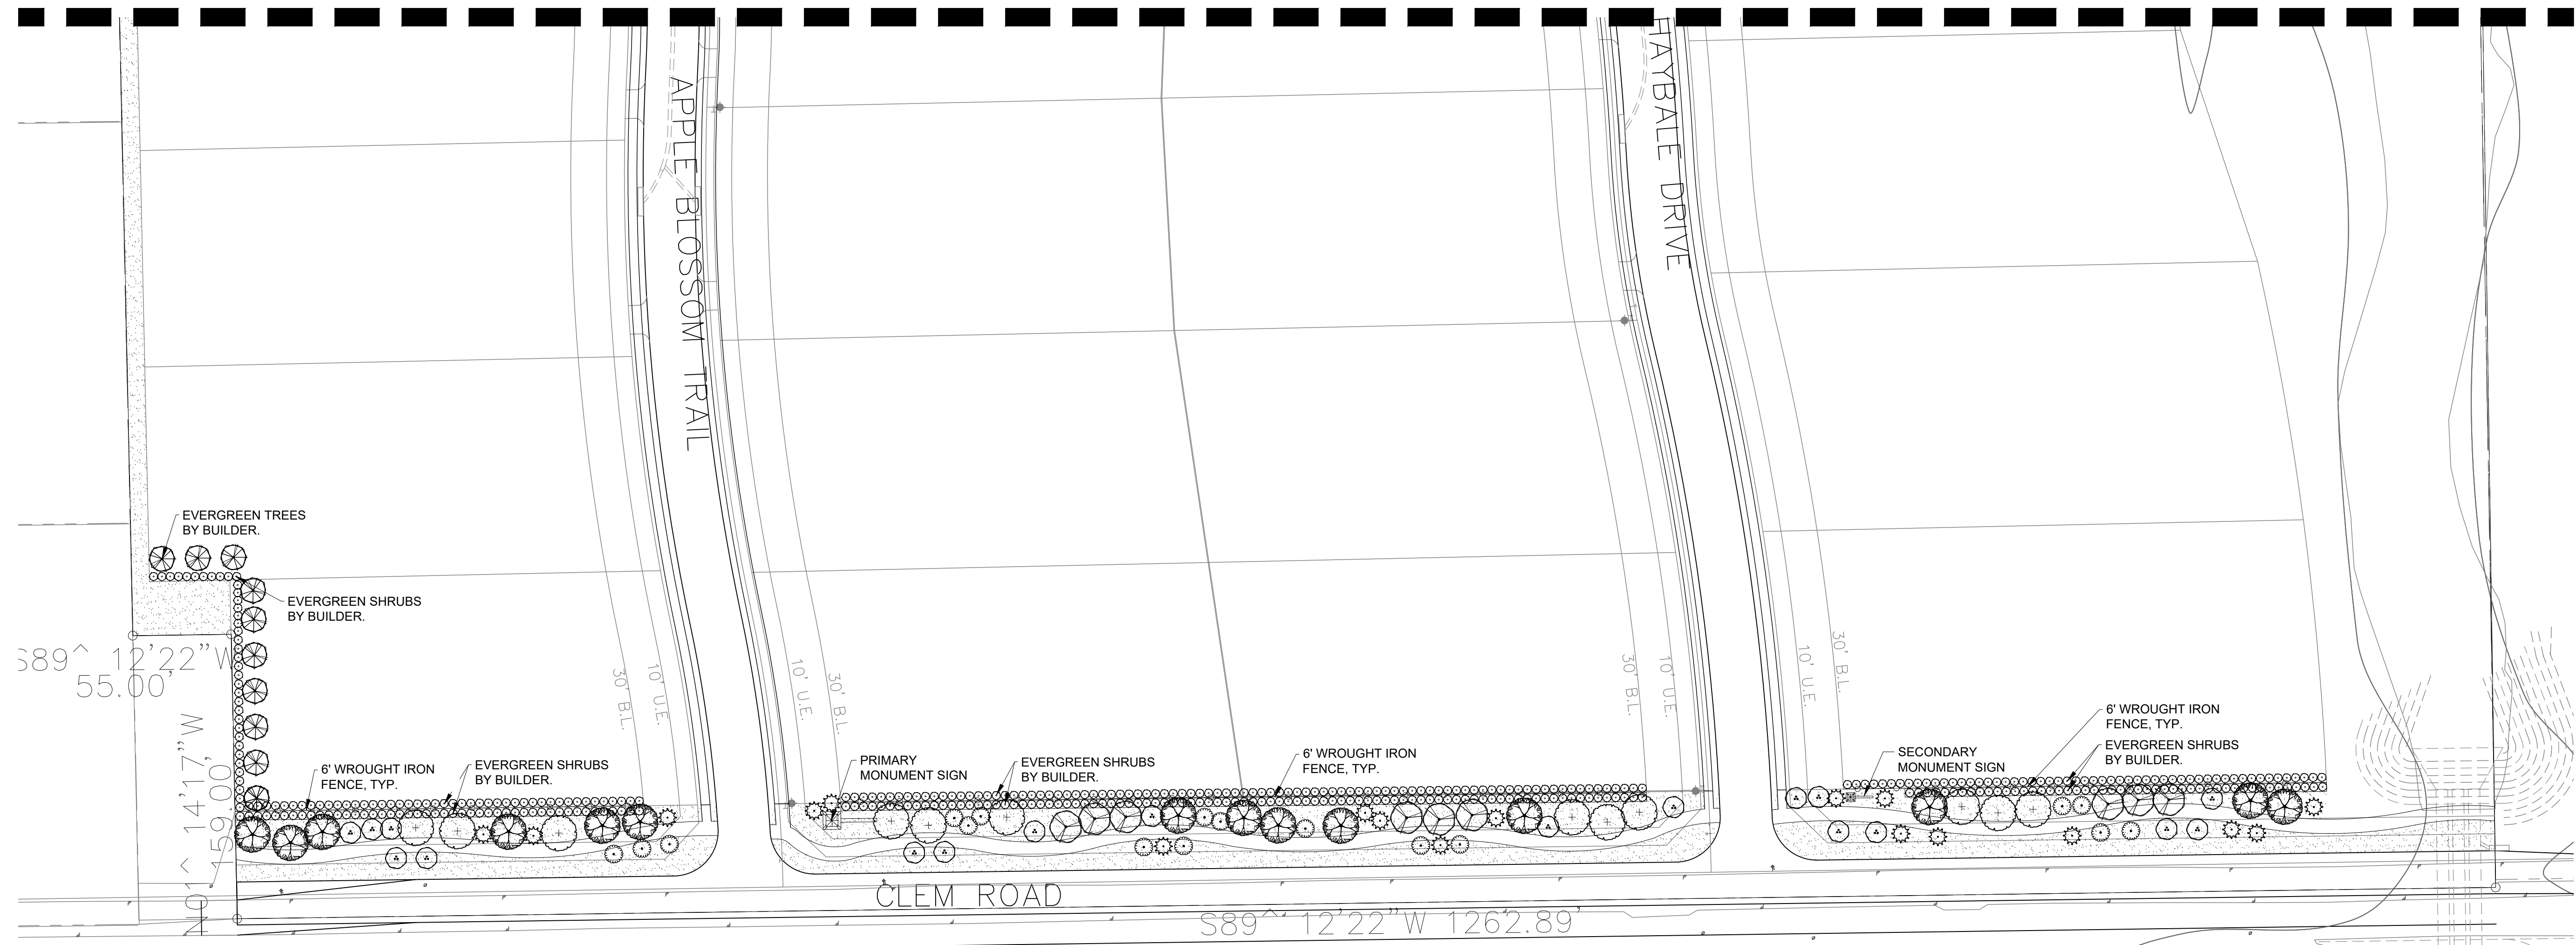 APPLE BLOSSOM TRAIL
HAYBALE DRIVE
EVERGREEN TREES
BY BUILDER.
EVERGREEN SHRUBS
BY BUILDER.
S89^ 12'22"W
55.00'
N01^ 14'17"W
159.00'
6' WROUGHT IRON
FENCE, TYP.
EVERGREEN SHRUBS
BY BUILDER.
30' B.L.
10' U.E.
10' U.E.
30' B.L.
PRIMARY
MONUMENT SIGN
EVERGREEN SHRUBS
BY BUILDER.
6' WROUGHT IRON
FENCE, TYP.
30' B.L.
10' U.E.
10' U.E.
30' B.L.
SECONDARY
MONUMENT SIGN
6' WROUGHT IRON
FENCE, TYP.
EVERGREEN SHRUBS
BY BUILDER.
CLEM ROAD
S89^ 12'22"W 1262.89'